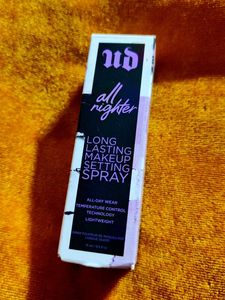 UD
all
nighter
LONG
LASTING
MAKEUP
SETTING
SPRAY
ALL-DAY WEAR
TEMPERATURE CONTROL
TECHNOLOGY
LIGHTWEIGHT